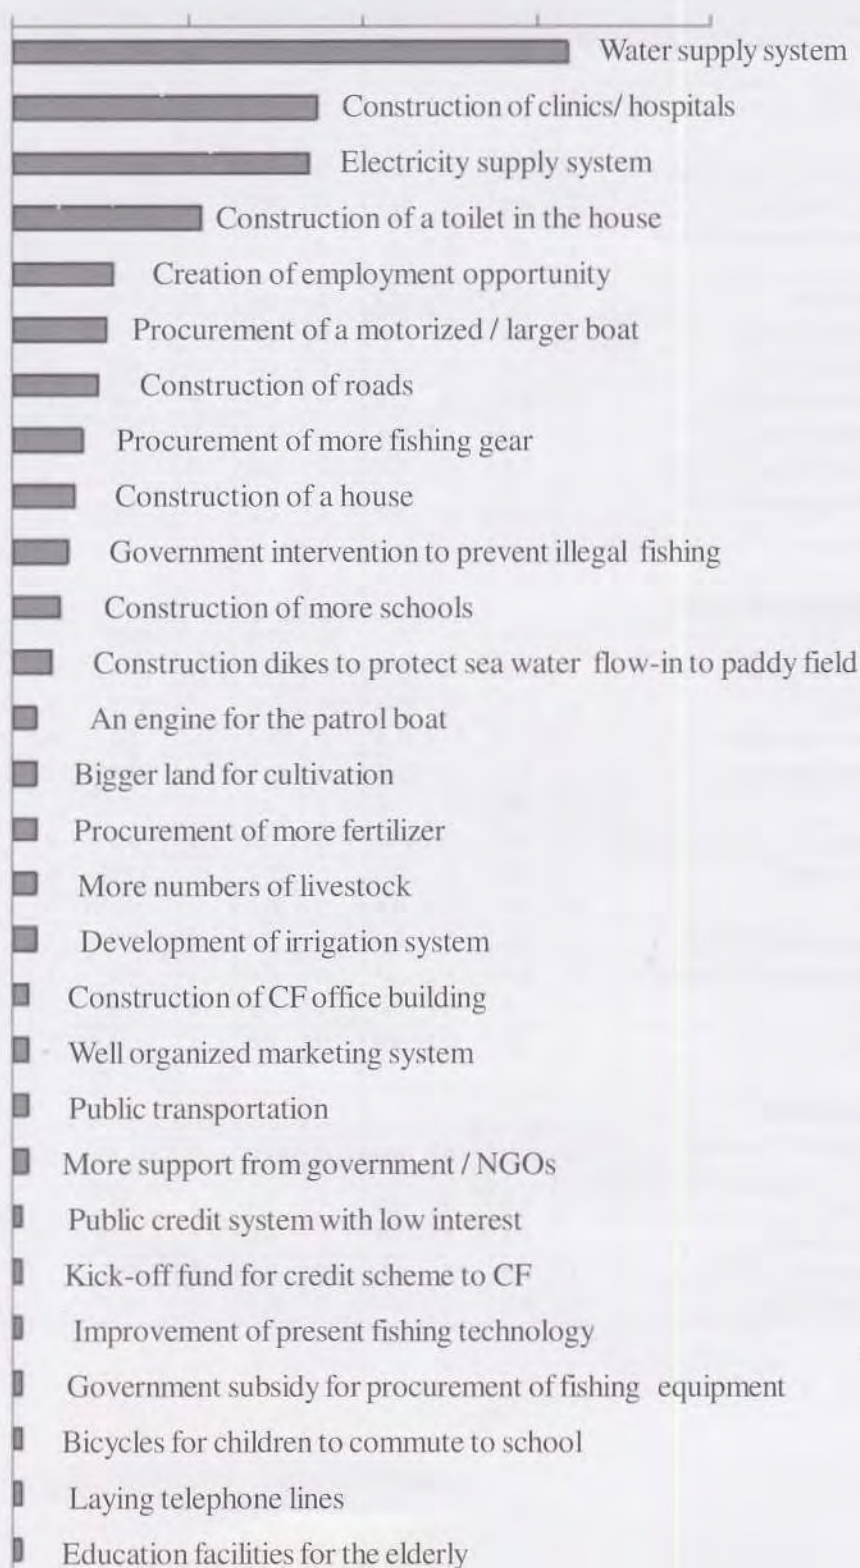 Water supply system
Construction of clinics/ hospitals
Electricity supply system
Construction of a toilet in the house
Creation of employment opportunity
Procurement of a motorized / larger boat
Construction of roads
Procurement of more fishing gear
Construction of a house
Government intervention to prevent illegal fishing
Construction of more schools
Construction dikes to protect sea water flow-in to paddy field
An engine for the patrol boat
Bigger land for cultivation
Procurement of more fertilizer
More numbers of livestock
Development of irrigation system
Construction of CF office building
Well organized marketing system
Public transportation
More support from government / NGOs
Public credit system with low interest
Kick-off fund for credit scheme to CF
Improvement of present fishing technology
Government subsidy for procurement of fishing equipment
Bicycles for children to commute to school
Laying telephone lines
Education facilities for the elderly